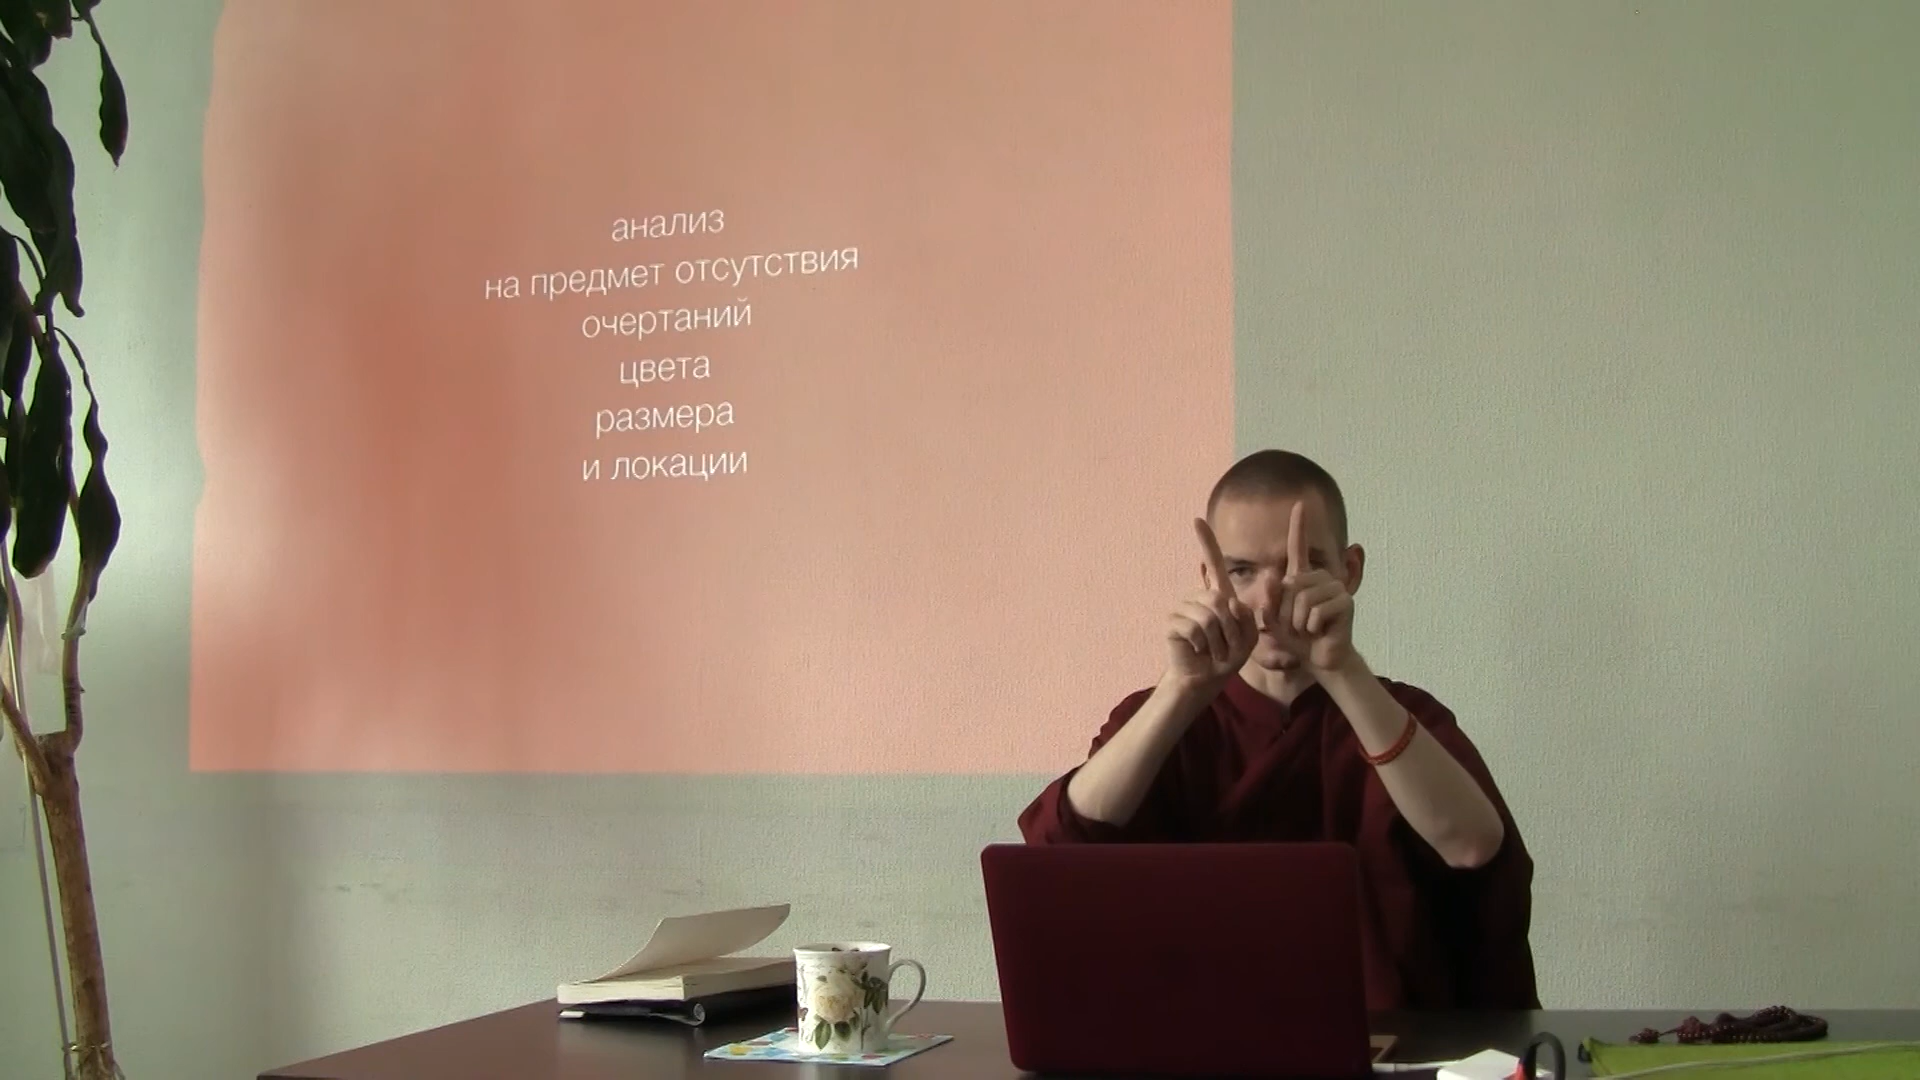 анализ
на предмет отсутствия
очертаний
цвета
размера
и локации